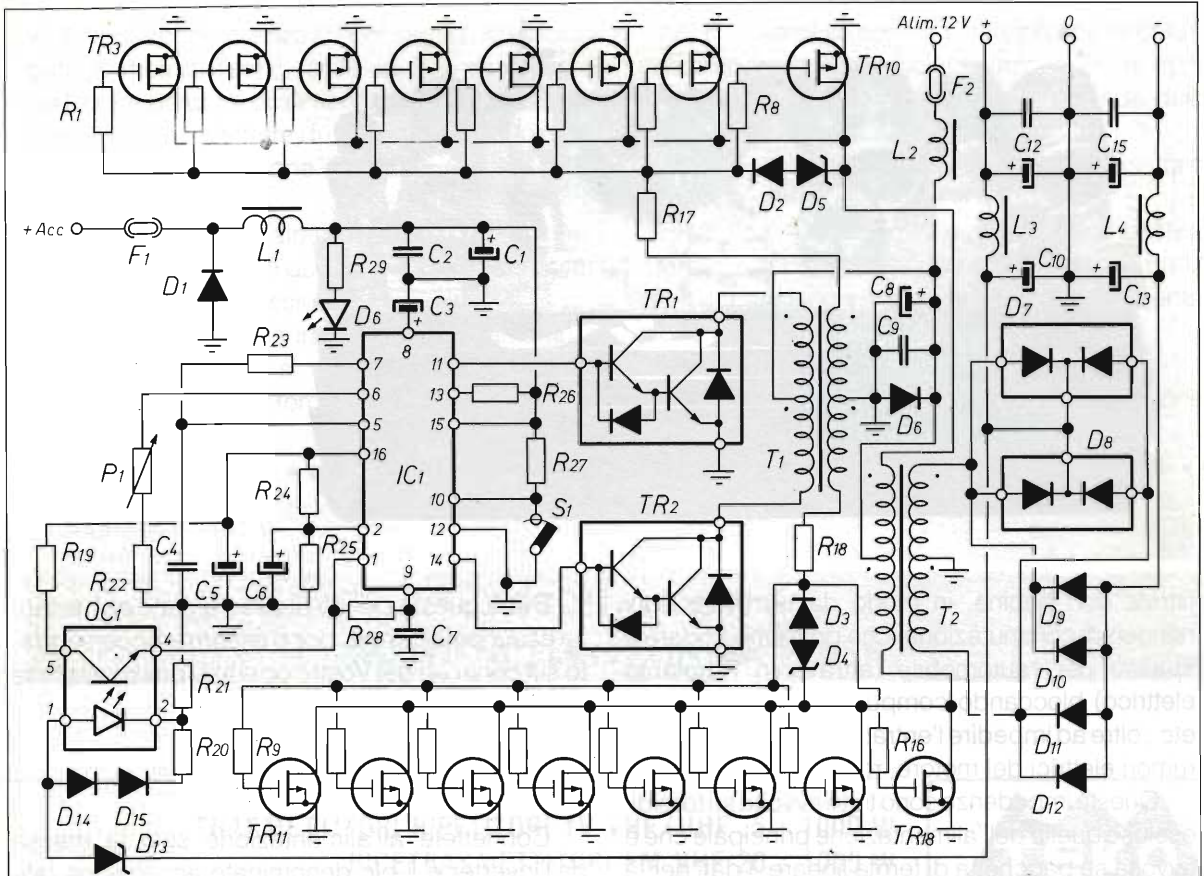 Alim. 12 V + 0 -
TR3
TR10
R1
R8
F2
L2
C12
C15
D2
D5
L3
L4
R17
+Acc
F1
L1
R29
C2
C1
D1
D6
C3
C10
C13
D7
TR1
C8
C9
R23
8
7
6
5
16
2
1
9
11
13
15
10
12
14
IC1
R26
R27
S1
D6
T1
D8
P1
R24
TR2
R18
R19
C4
R22
C5
C6
R25
R28
C7
D3
D4
T2
D9
D10
D11
D12
OC1
5
1
2
R21
R20
R9
R16
D14
D15
D13
TR11
TR18